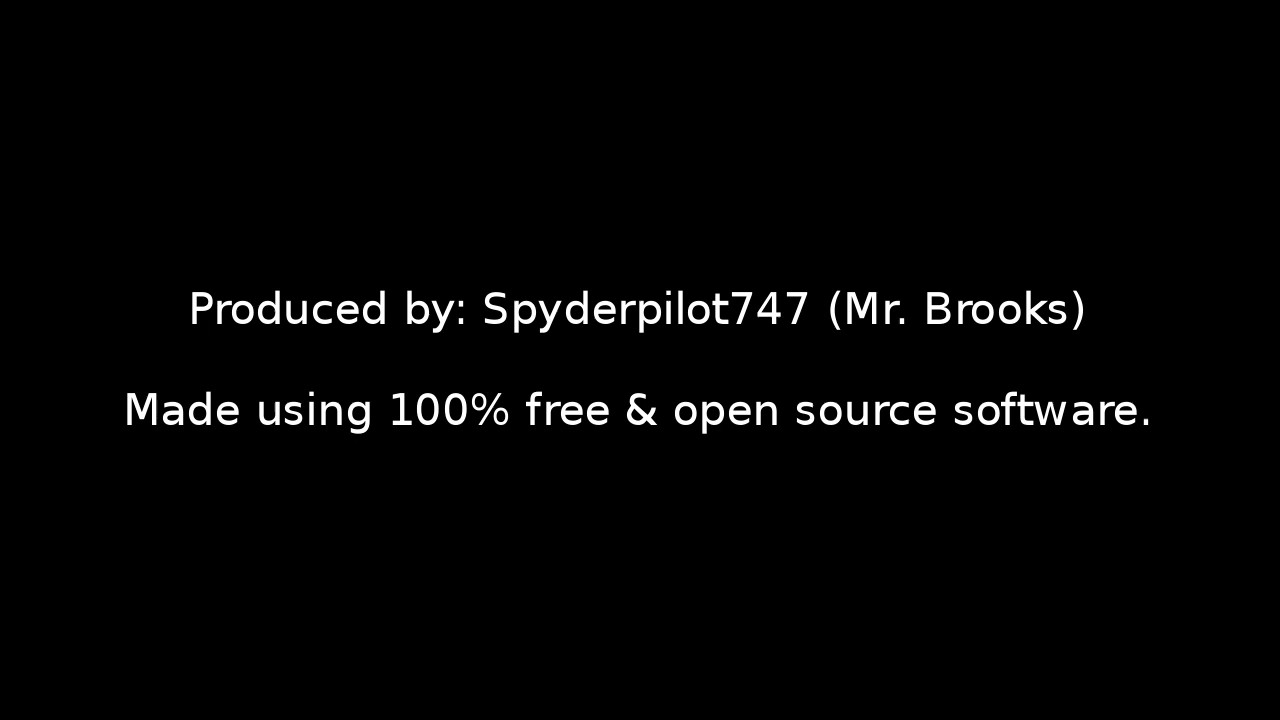 Produced by: Spyderpilot747 (Mr. Brooks)
Made using 100% free & open source software.